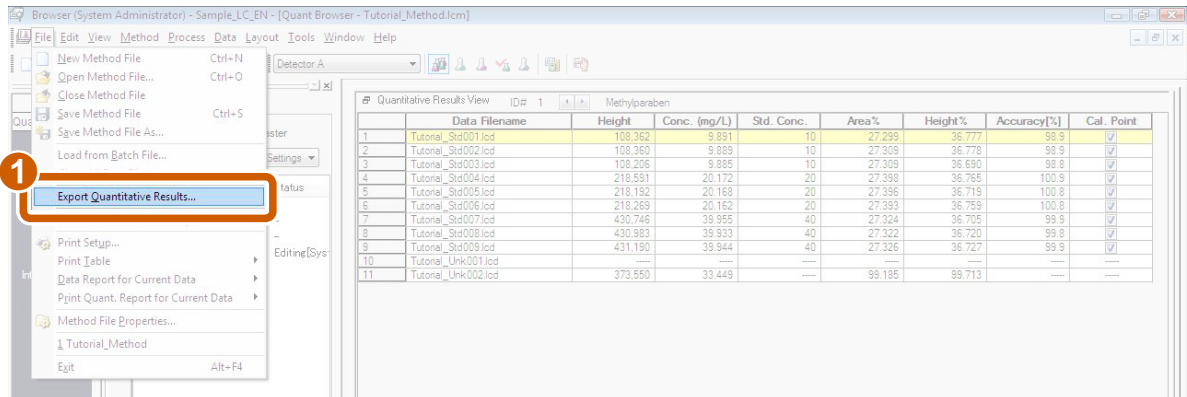 Browser (System Administrator) - Sample_LC_EN - [Quant Browser - Tutorial_Method.lcm]
File Edit View Method Process Data Layout Tools Window Help
Detector A
New Method File Ctrl+N
Open Method File... Ctrl+O
Close Method File
Save Method File Ctrl+S
Save Method File As...
Load from Batch File...
1
Export Quantitative Results...
Print Setup...
Print Table
Data Report for Current Data
Print Quant. Report for Current Data
Method File Properties...
1 Tutorial_Method
Exit Alt+F4
Qua
aster
Settings
tatus
Editing[Sys
Int
Quantitative Results View ID# 1 Methylparaben
Data Filename Height Conc. (mg/L) Std. Conc. Area% Height% Accuracy[%] Cal. Point
1 Tutorial_Std001.lcd 108,362 9.891 10 27.299 36.777 98.9
2 Tutorial_Std002.lcd 108,360 9.889 10 27.309 36.778 98.9
3 Tutorial_Std003.lcd 108,206 9.885 10 27.309 36.690 98.8
4 Tutorial_Std004.lcd 218,591 20.172 20 27.398 36.765 100.9
5 Tutorial_Std005.lcd 218,192 20.168 20 27.396 36.719 100.8
6 Tutorial_Std006.lcd 218,269 20.162 20 27.393 36.759 100.8
7 Tutorial_Std007.lcd 430,746 39.955 40 27.324 36.705 99.9
8 Tutorial_Std008.lcd 430,983 39.933 40 27.322 36.720 99.8
9 Tutorial_Std009.lcd 431,190 39.944 40 27.326 36.727 99.9
10 Tutorial_Unk001.lcd ----- ----- ----- ----- ----- ----- -----
11 Tutorial_Unk002.lcd 373,550 33.449 ----- 99.185 99.713 ----- -----